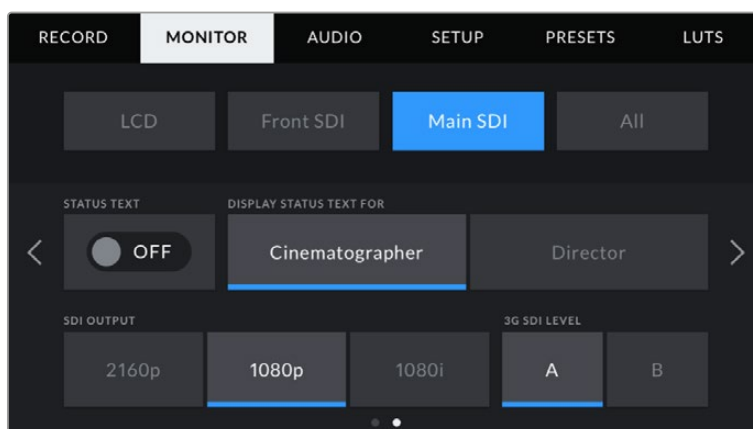 RECORD MONITOR AUDIO SETUP PRESETS LUTS
LCD Front SDI Main SDI All
STATUS TEXT DISPLAY STATUS TEXT FOR
OFF Cinematographer Director
SDI OUTPUT 3G SDI LEVEL
2160p 1080p 1080i A B